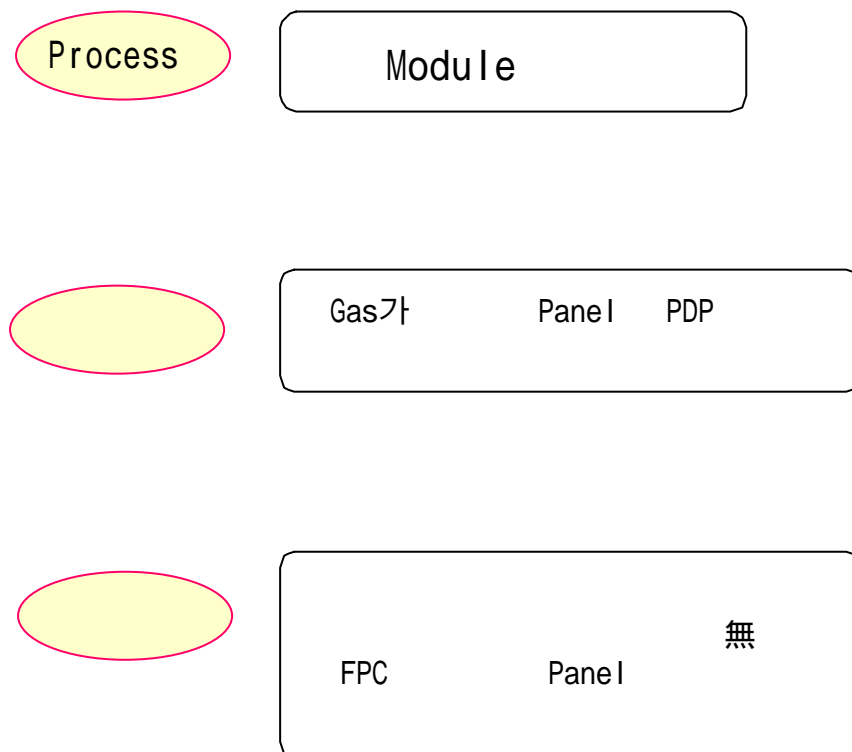 Process
Module
Gas가 Panel PDP
無
FPC Panel